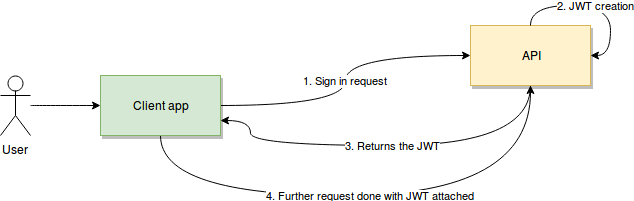 2. JWT creation
API
1. Sign in request
Client app
3. Returns the JWT
User
4. Further request done with JWT attached